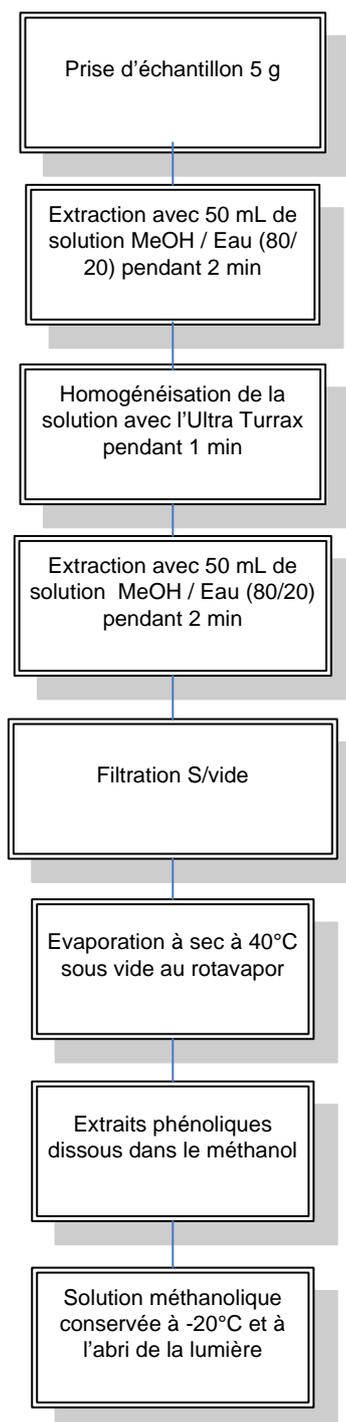 Prise d'échantillon 5 g
Extraction avec 50 mL de
solution MeOH / Eau (80/
20) pendant 2 min
Homogénéisation de la
solution avec l'Ultra Turrax
pendant 1 min
Extraction avec 50 mL de
solution MeOH / Eau (80/20)
pendant 2 min
Filtration S/vide
Evaporation à sec à 40°C
sous vide au rotavapor
Extraits phénoliques
dissous dans le méthanol
Solution méthanolique
conservée à -20°C et à
l'abri de la lumière